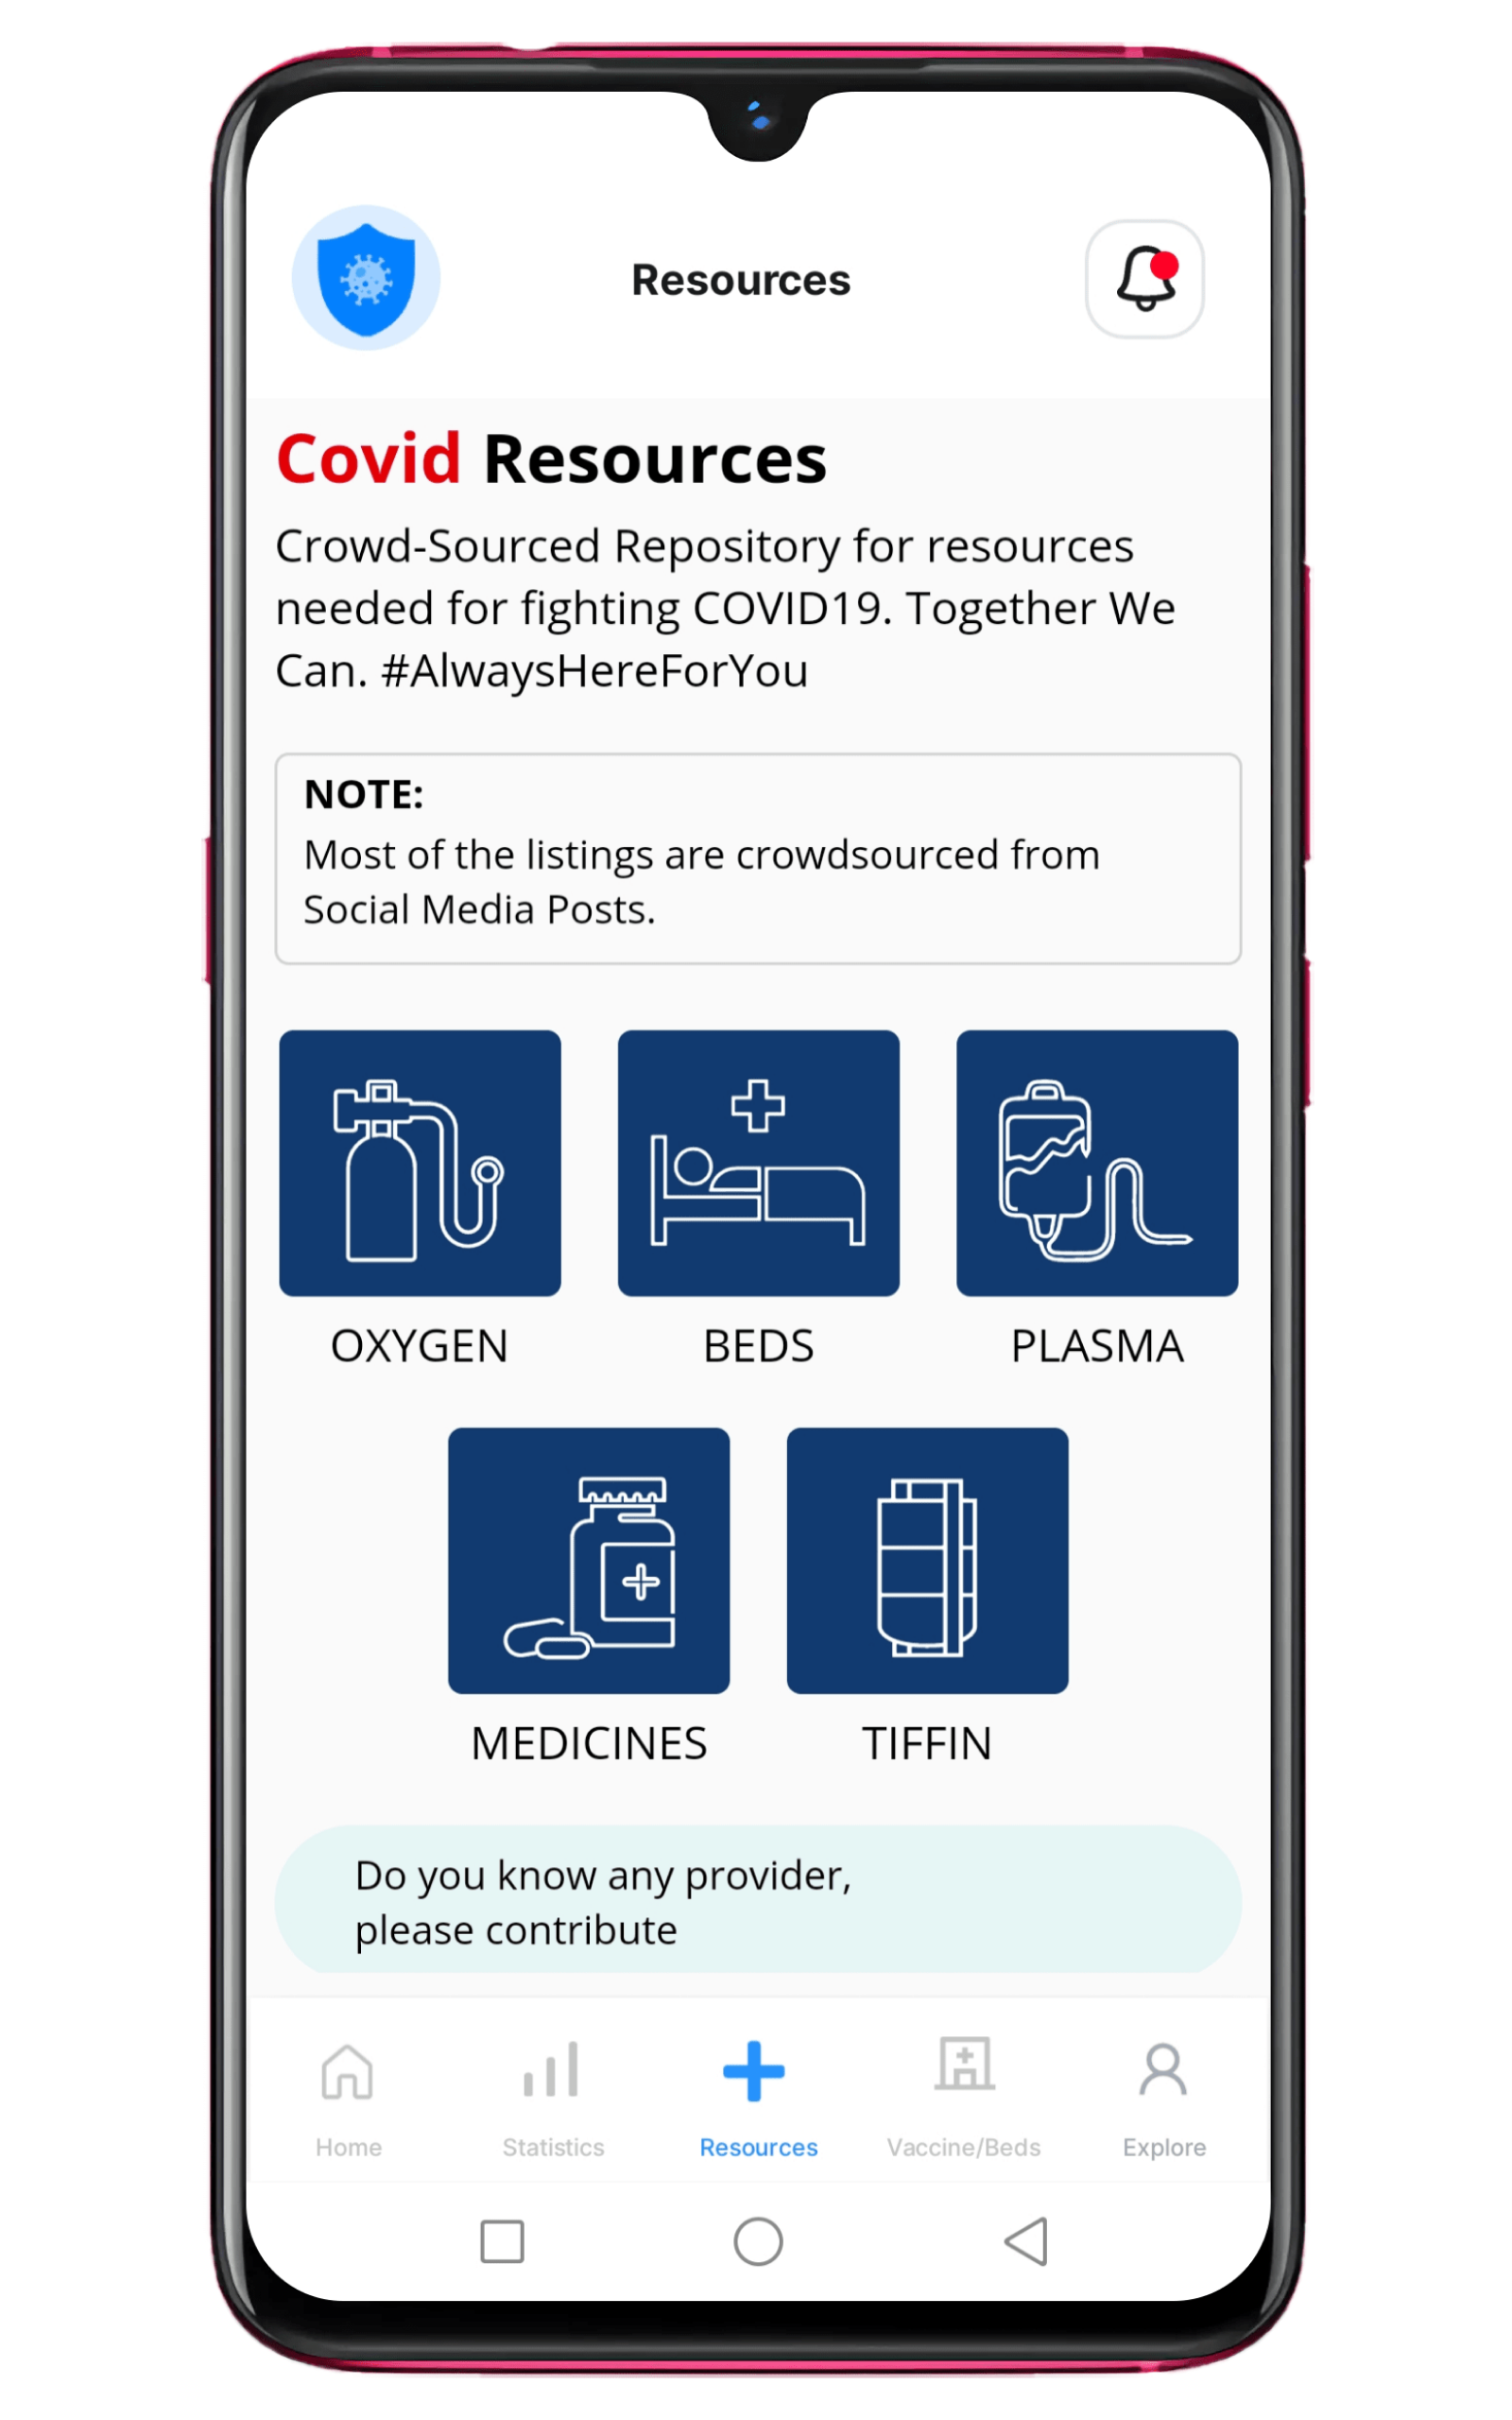 Resources
Covid Resources
Crowd-Sourced Repository for resources
needed for fighting COVID19. Together We
Can. #AlwaysHereForYou
NOTE:
Most of the listings are crowdsourced from
Social Media Posts.
OXYGEN
BEDS
PLASMA
MEDICINES
TIFFIN
Do you know any provider,
please contribute
Home
Statistics
Resources
Vaccine/Beds
Explore